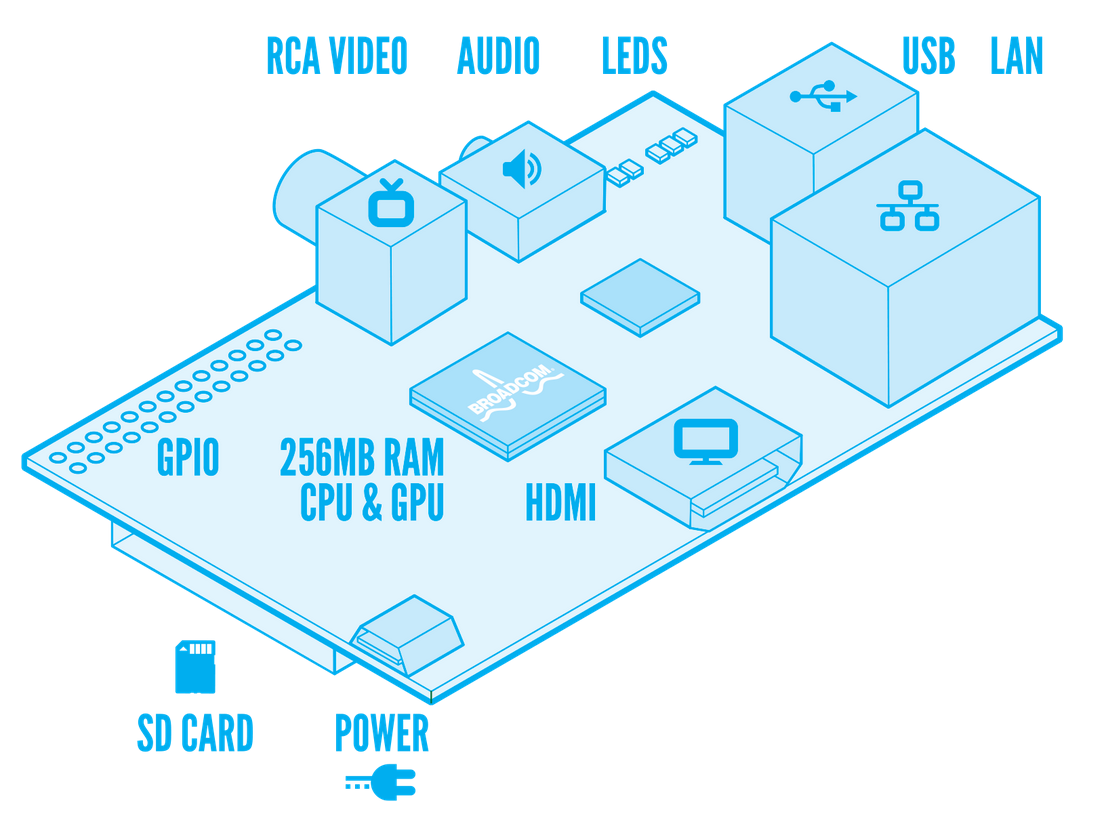 RCA VIDEO AUDIO LEDS USB LAN
BROADCOM
GPIO
256MB RAM
CPU & GPU
HDMI
SD CARD
POWER